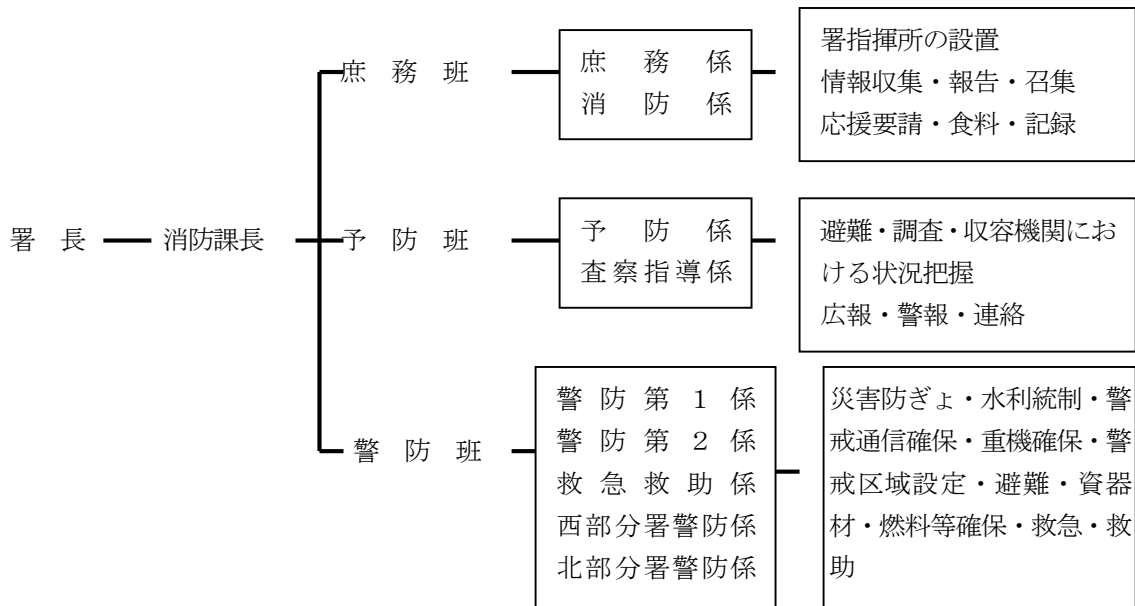 署長
消防課長
庶務班
庶務係
消防係
署指揮所の設置
情報収集・報告・召集
応援要請・食料・記録
予防班
予防係
査察指導係
避難・調査・収容機関にお
ける状況把握
広報・警報・連絡
警防班
警防第１係
警防第２係
救急救助係
西部分署警防係
北部分署警防係
災害防ぎょ・水利統制・警
戒通信確保・重機確保・警
戒区域設定・避難・資器
材・燃料等確保・救急・救
助